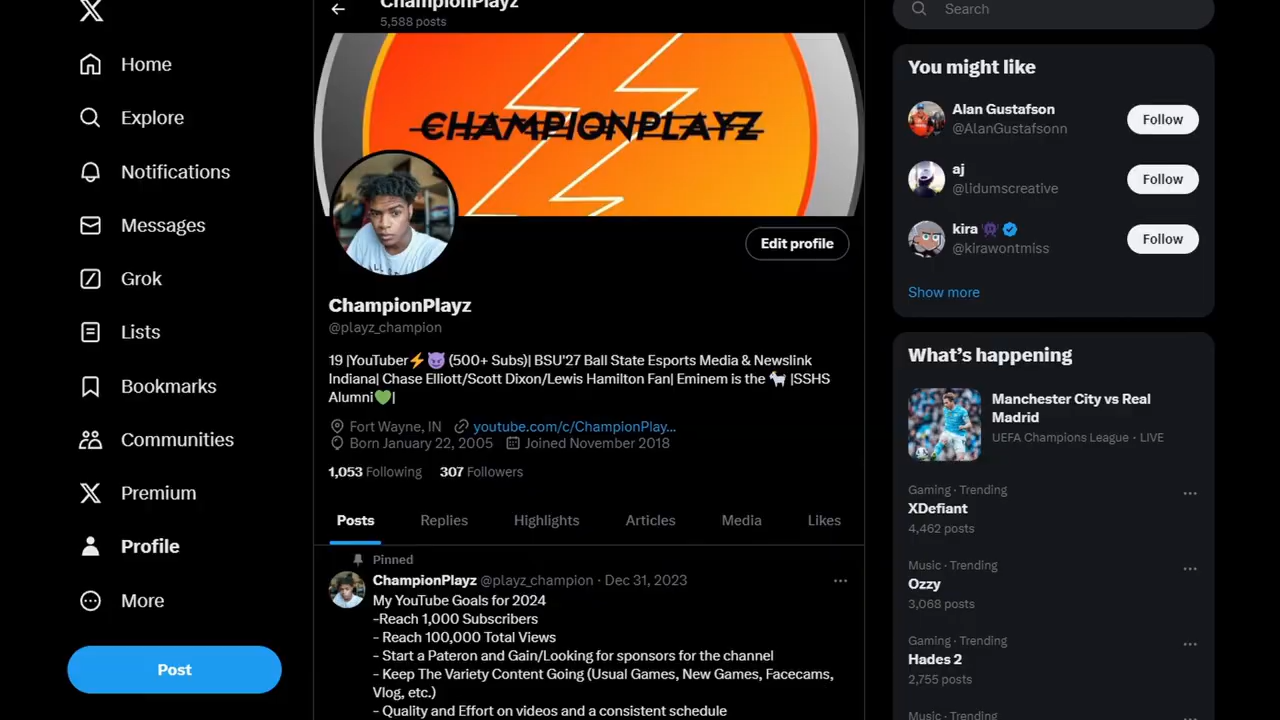 ChampionPlayz
5,588 posts
Search
Home
Explore
Notifications
Messages
Grok
Lists
Bookmarks
Communities
Premium
Profile
More
Post
CHAMPIONPLAYZ
Edit profile
ChampionPlayz
@playz_champion
19 |YouTuber⚡😈 (500+ Subs)| BSU'27 Ball State Esports Media & Newslink
Indiana| Chase Elliott/Scott Dixon/Lewis Hamilton Fan| Eminem is the 🐐 |SSHS
Alumni💚|
Fort Wayne, IN youtube.com/c/ChampionPlay...
Born January 22, 2005 Joined November 2018
1,053 Following 307 Followers
Posts Replies Highlights Articles Media Likes
Pinned
ChampionPlayz @playz_champion · Dec 31, 2023 ...
My YouTube Goals for 2024
-Reach 1,000 Subscribers
- Reach 100,000 Total Views
- Start a Pateron and Gain/Looking for sponsors for the channel
- Keep The Variety Content Going (Usual Games, New Games, Facecams,
Vlog, etc.)
- Quality and Effort on videos and a consistent schedule
You might like
Alan Gustafson
@AlanGustafsonn
Follow
aj
@lidumscreative
Follow
kira
@kirawontmiss
Follow
Show more
What's happening
Manchester City vs Real
Madrid
UEFA Champions League · LIVE
Gaming · Trending
XDefiant
4,462 posts
Music · Trending
Ozzy
3,068 posts
Gaming · Trending
Hades 2
2,755 posts
Music · Trending